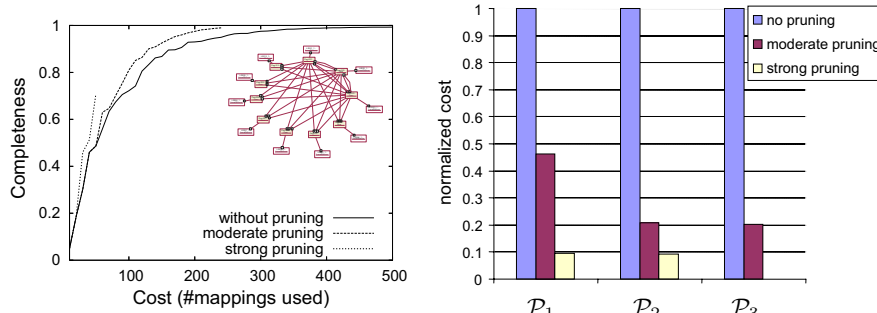 1
0.8
0.6
0.4
0.2
0
100
200
300
400
500
Completeness
Cost (#mappings used)
without pruning
moderate pruning
strong pruning
1
0.9
0.8
0.7
0.6
0.5
0.4
0.3
0.2
0.1
0
normalized cost
no pruning
moderate pruning
strong pruning
P1
P2
P3